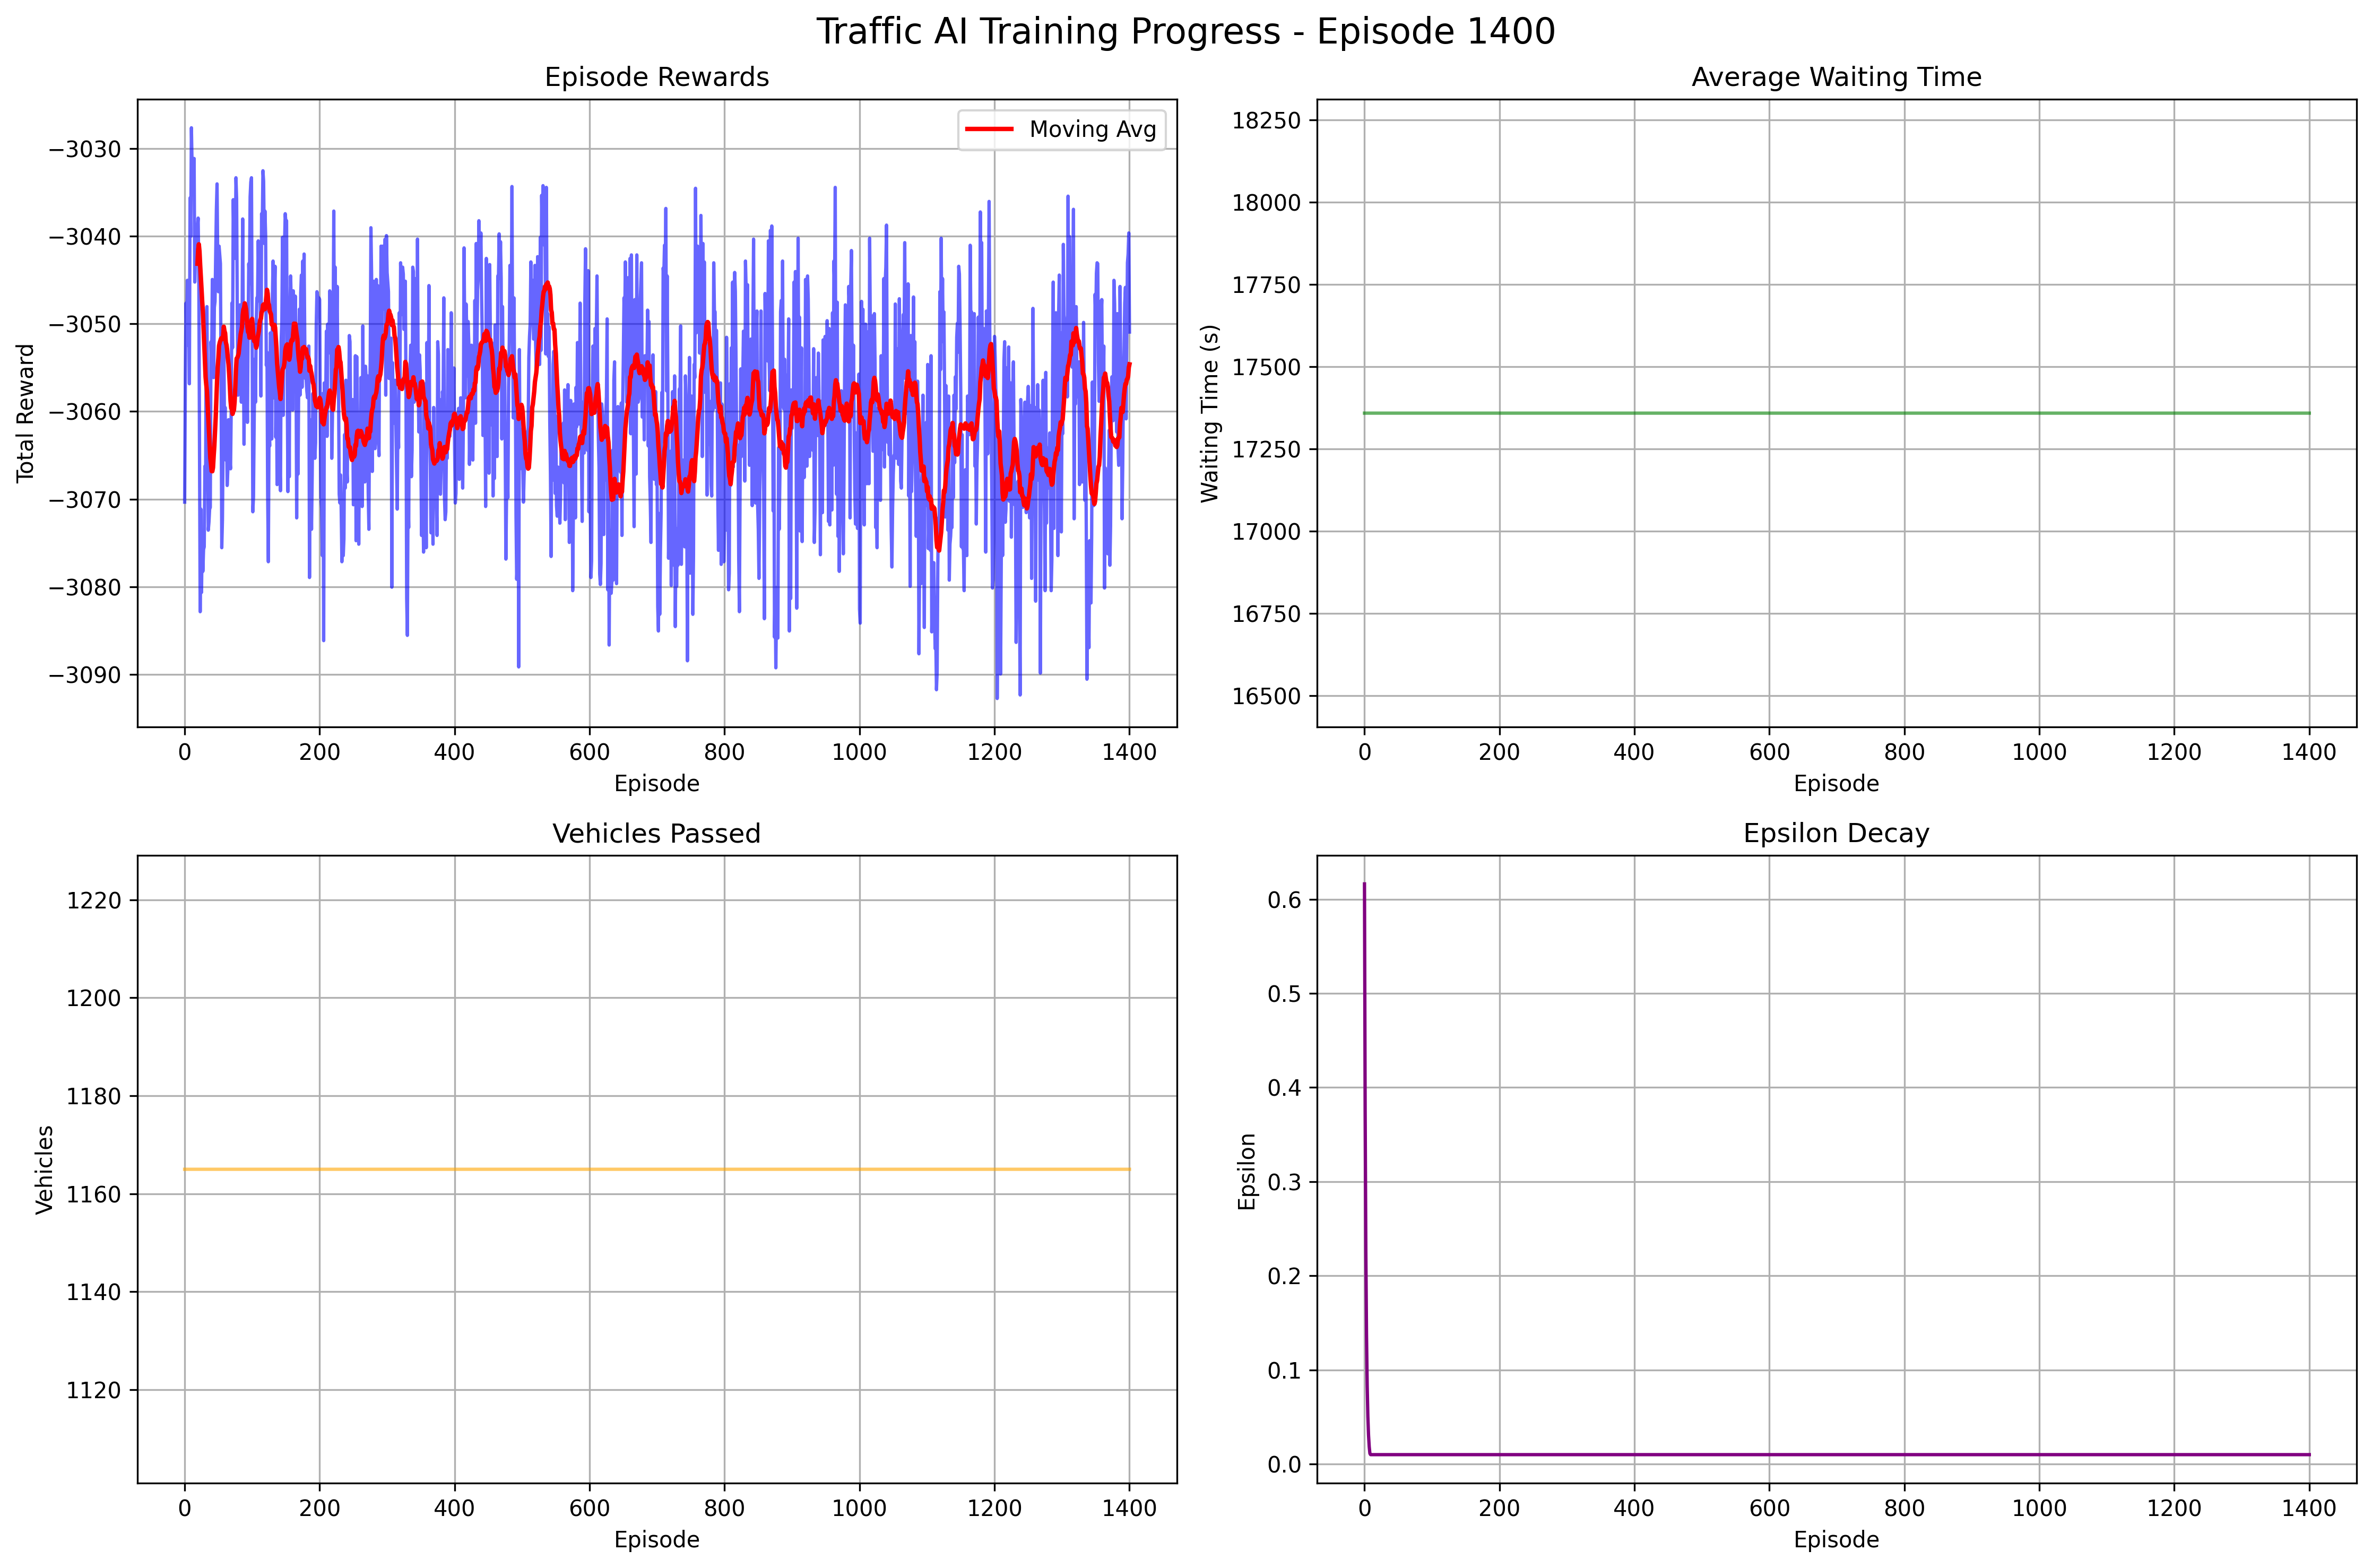 Traffic AI Training Progress - Episode 1400
Episode Rewards
Moving Avg
−3030
−3040
−3050
−3060
−3070
−3080
−3090
Total Reward
0 200 400 600 800 1000 1200 1400
Episode
Average Waiting Time
18250
18000
17750
17500
17250
17000
16750
16500
Waiting Time (s)
0 200 400 600 800 1000 1200 1400
Episode
Vehicles Passed
1220
1200
1180
1160
1140
1120
Vehicles
0 200 400 600 800 1000 1200 1400
Episode
Epsilon Decay
0.6
0.5
0.4
0.3
0.2
0.1
0.0
Epsilon
0 200 400 600 800 1000 1200 1400
Episode